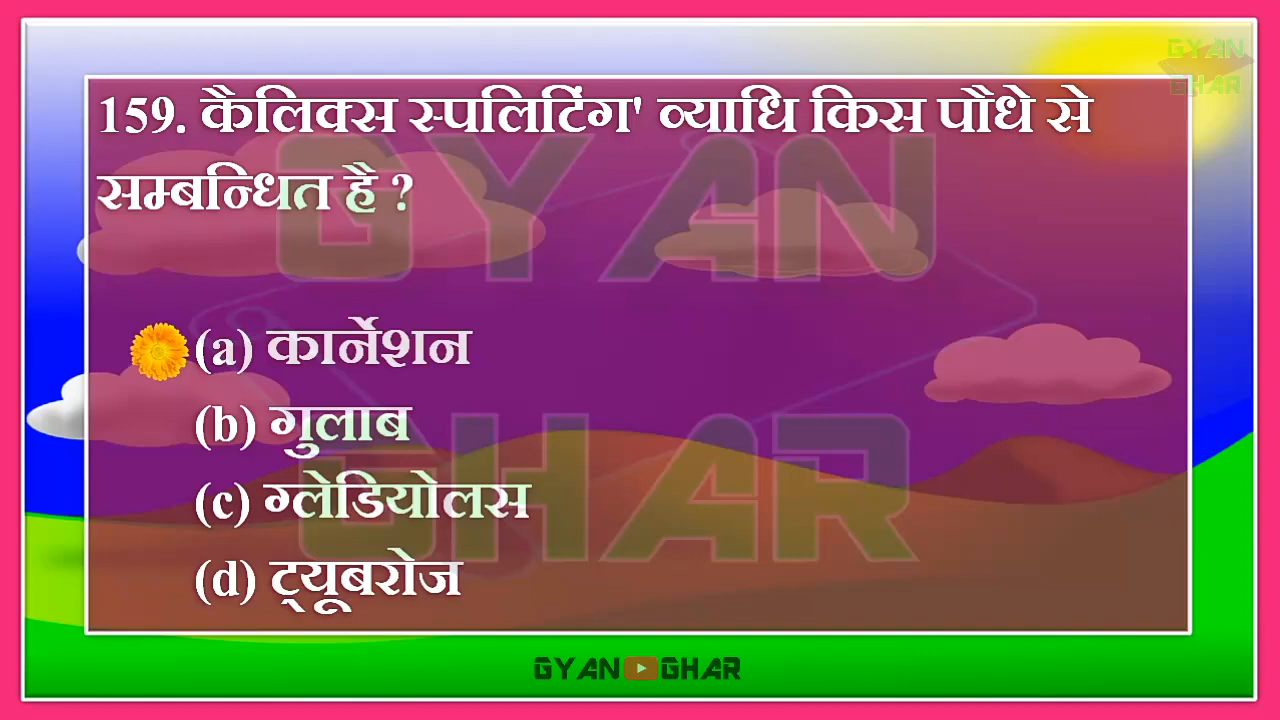 GYAN
GHAR
159. कैलिक्स स्पलिटिंग' व्याधि किस पौधे से
सम्बन्धित है ?
GYAN
(a) कार्नेशन
(b) गुलाब
GHAR
(c) ग्लेडियोलस
(d) ट्यूबरोज
GYAN GHAR